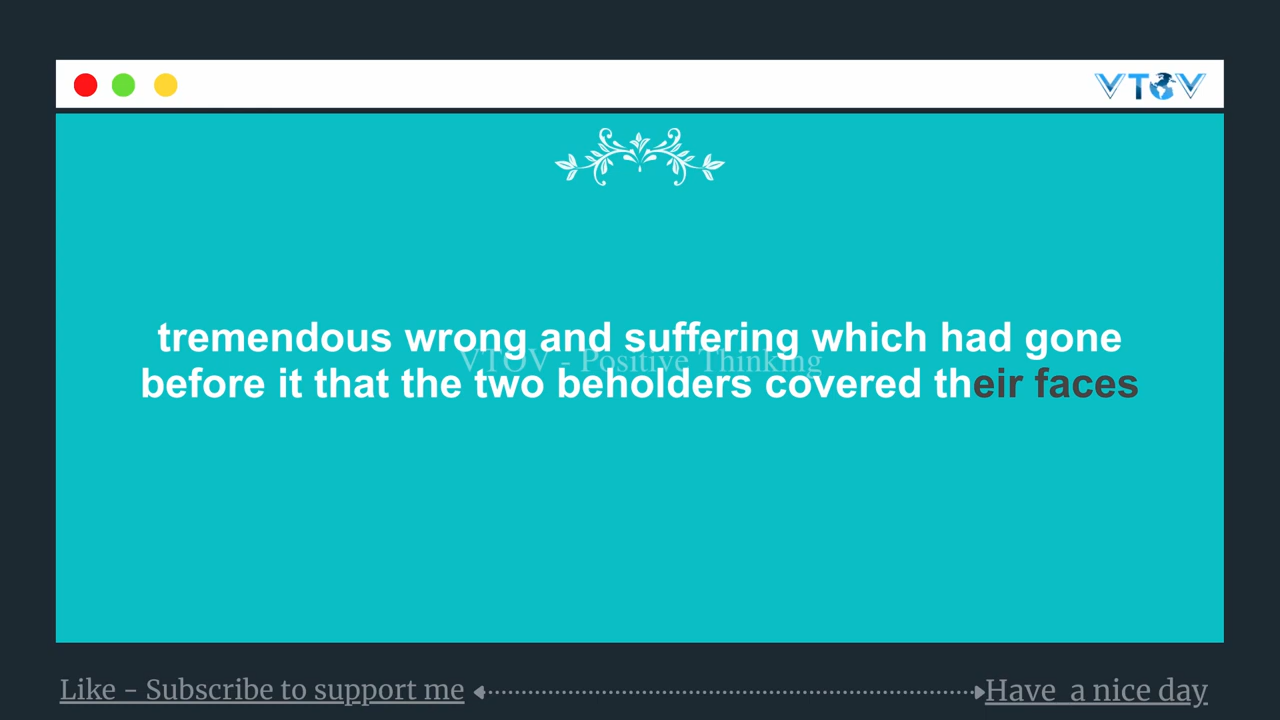 VTOV
tremendous wrong and suffering which had gone
VTOV - Positive Thinking
before it that the two beholders covered their faces
Like - Subscribe to support me
Have a nice day